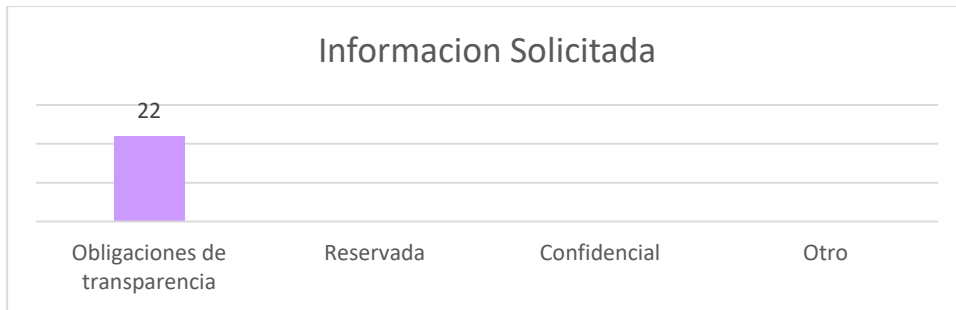 Informacion Solicitada
22
Obligaciones de
transparencia
Reservada
Confidencial
Otro